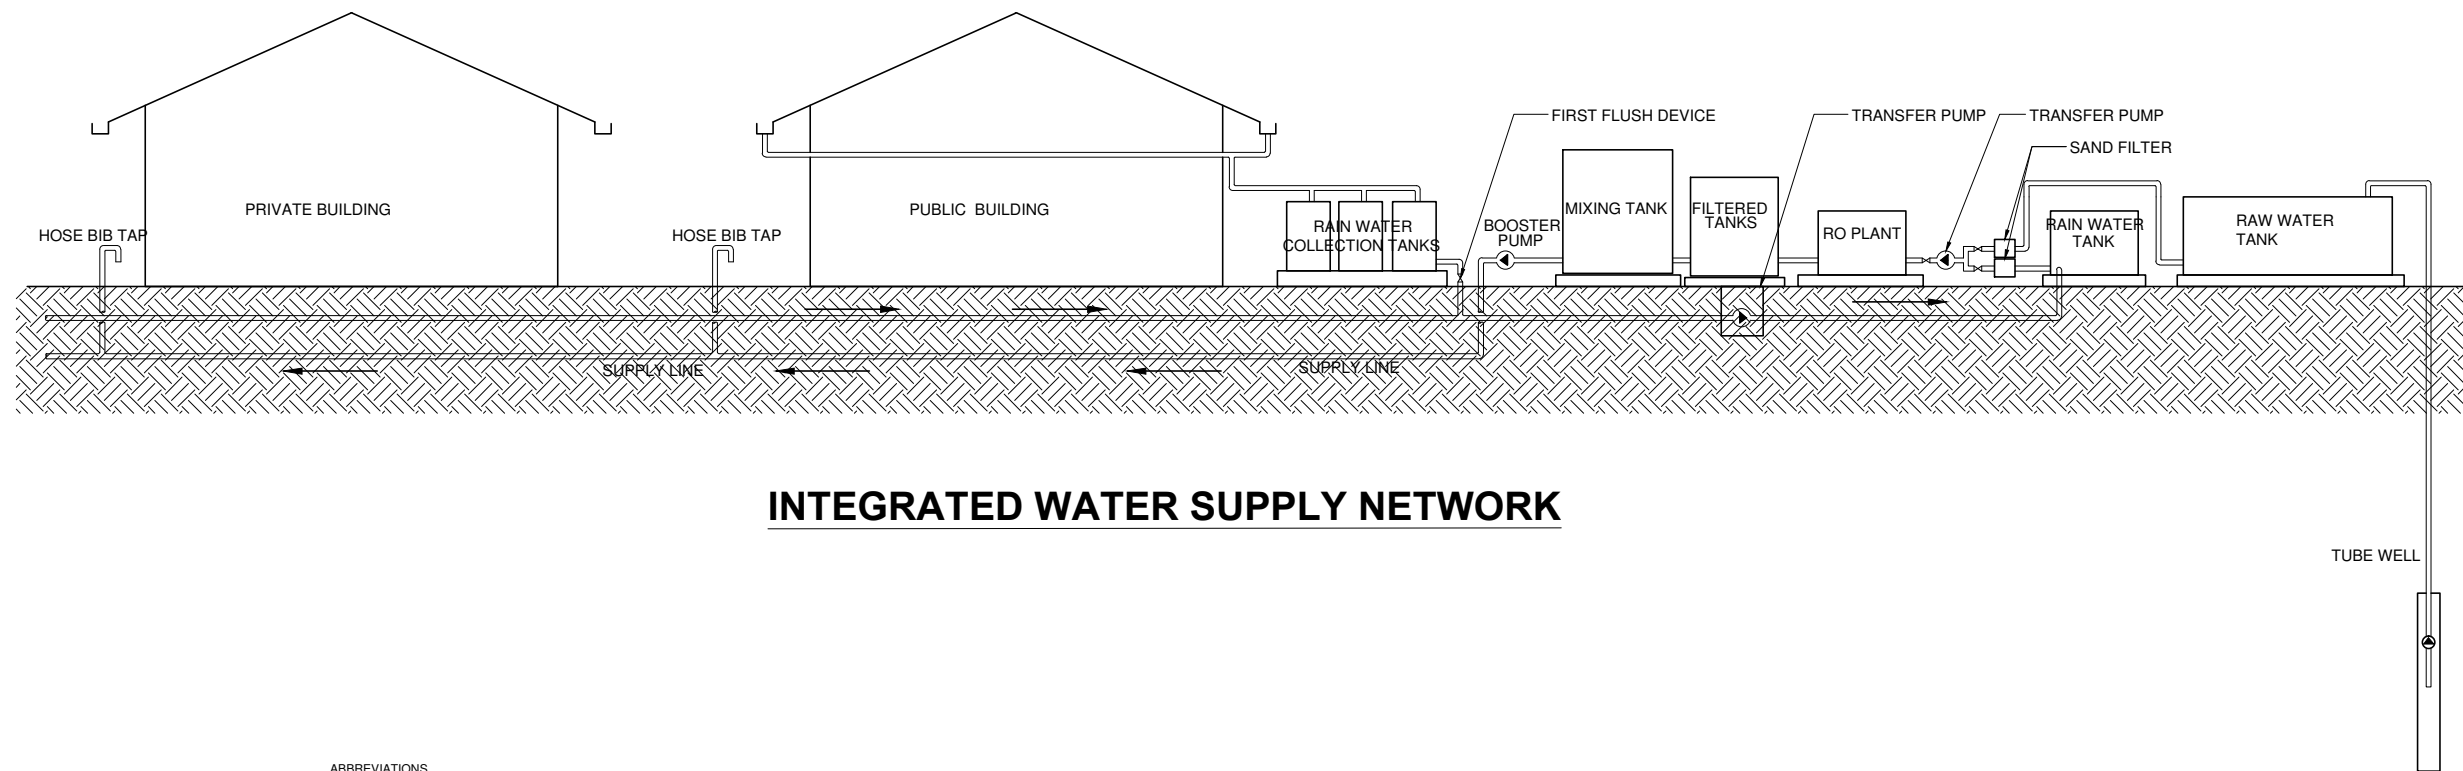 FIRST FLUSH DEVICE
TRANSFER PUMP
TRANSFER PUMP
SAND FILTER
PRIVATE BUILDING
PUBLIC BUILDING
MIXING TANK
FILTERED
TANKS
HOSE BIB TAP
HOSE BIB TAP
RAIN WATER
COLLECTION TANKS
BOOSTER
PUMP
RO PLANT
RAIN WATER
TANK
RAW WATER
TANK
SUPPLY LINE
SUPPLY LINE
INTEGRATED WATER SUPPLY NETWORK
TUBE WELL
ABBREVIATIONS